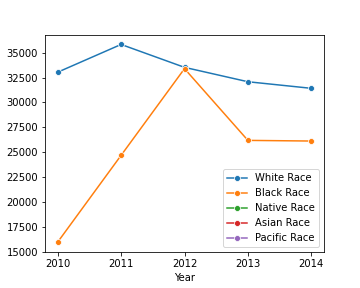 35000
32500
30000
27500
25000
22500
20000
17500
15000
White Race
Black Race
Native Race
Asian Race
Pacific Race
2010 2011 2012 2013 2014
Year